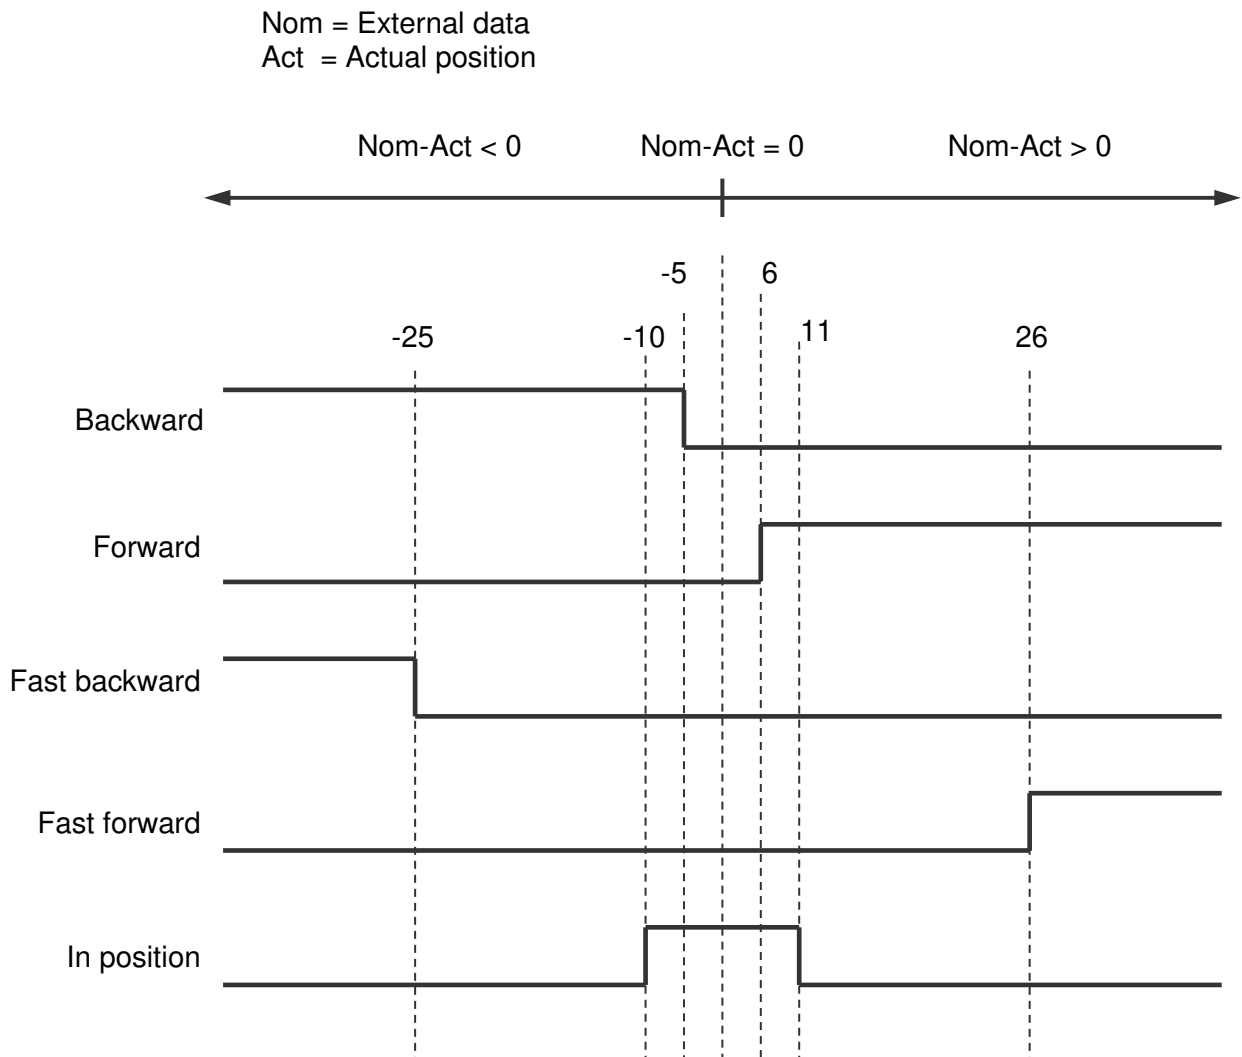 Nom = External data
Act = Actual position
Nom-Act < 0
Nom-Act = 0
Nom-Act > 0
-5
6
-25
-10
11
26
Backward
Forward
Fast backward
Fast forward
In position